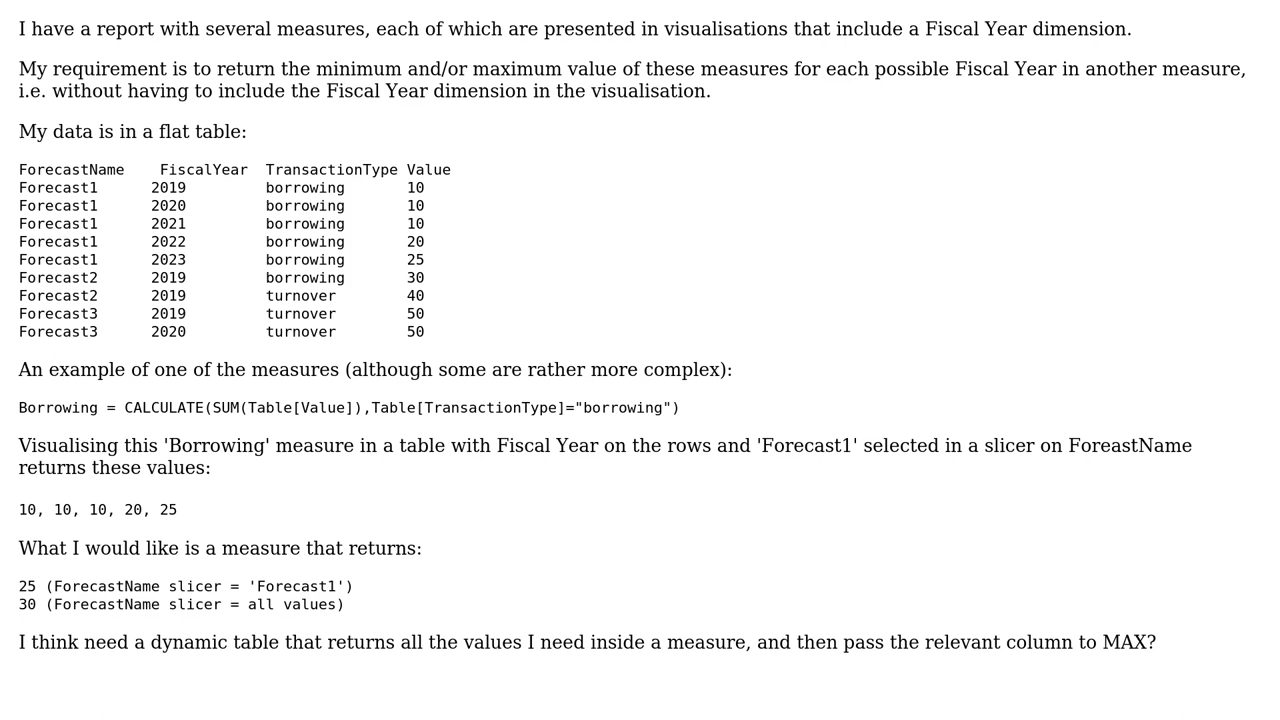 I have a report with several measures, each of which are presented in visualisations that include a Fiscal Year dimension.
My requirement is to return the minimum and/or maximum value of these measures for each possible Fiscal Year in another measure,
i.e. without having to include the Fiscal Year dimension in the visualisation.
My data is in a flat table:
ForecastName    FiscalYear  TransactionType Value
Forecast1      2019         borrowing       10
Forecast1      2020         borrowing       10
Forecast1      2021         borrowing       10
Forecast1      2022         borrowing       20
Forecast1      2023         borrowing       25
Forecast2      2019         borrowing       30
Forecast2      2019         turnover        40
Forecast3      2019         turnover        50
Forecast3      2020         turnover        50
An example of one of the measures (although some are rather more complex):
Borrowing = CALCULATE(SUM(Table[Value]),Table[TransactionType]="borrowing")
Visualising this 'Borrowing' measure in a table with Fiscal Year on the rows and 'Forecast1' selected in a slicer on ForeastName
returns these values:
10, 10, 10, 20, 25
What I would like is a measure that returns:
25 (ForecastName slicer = 'Forecast1')
30 (ForecastName slicer = all values)
I think need a dynamic table that returns all the values I need inside a measure, and then pass the relevant column to MAX?